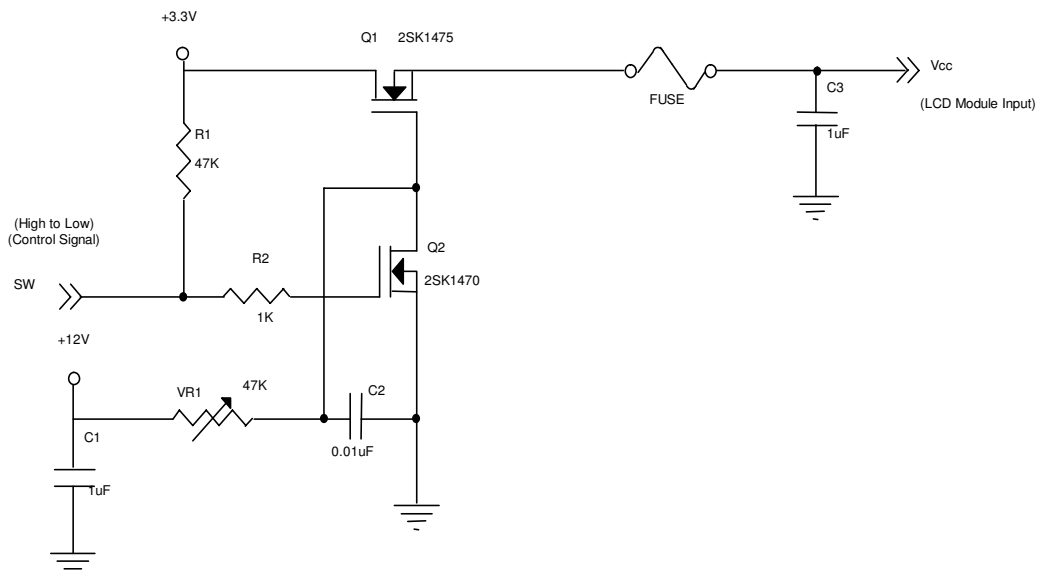 +3.3V
Q1 2SK1475
Vcc
FUSE
C3
(LCD Module Input)
1uF
R1
47K
(High to Low)
(Control Signal)
Q2
R2
2SK1470
SW
1K
+12V
VR1
47K
C2
C1
0.01uF
1uF